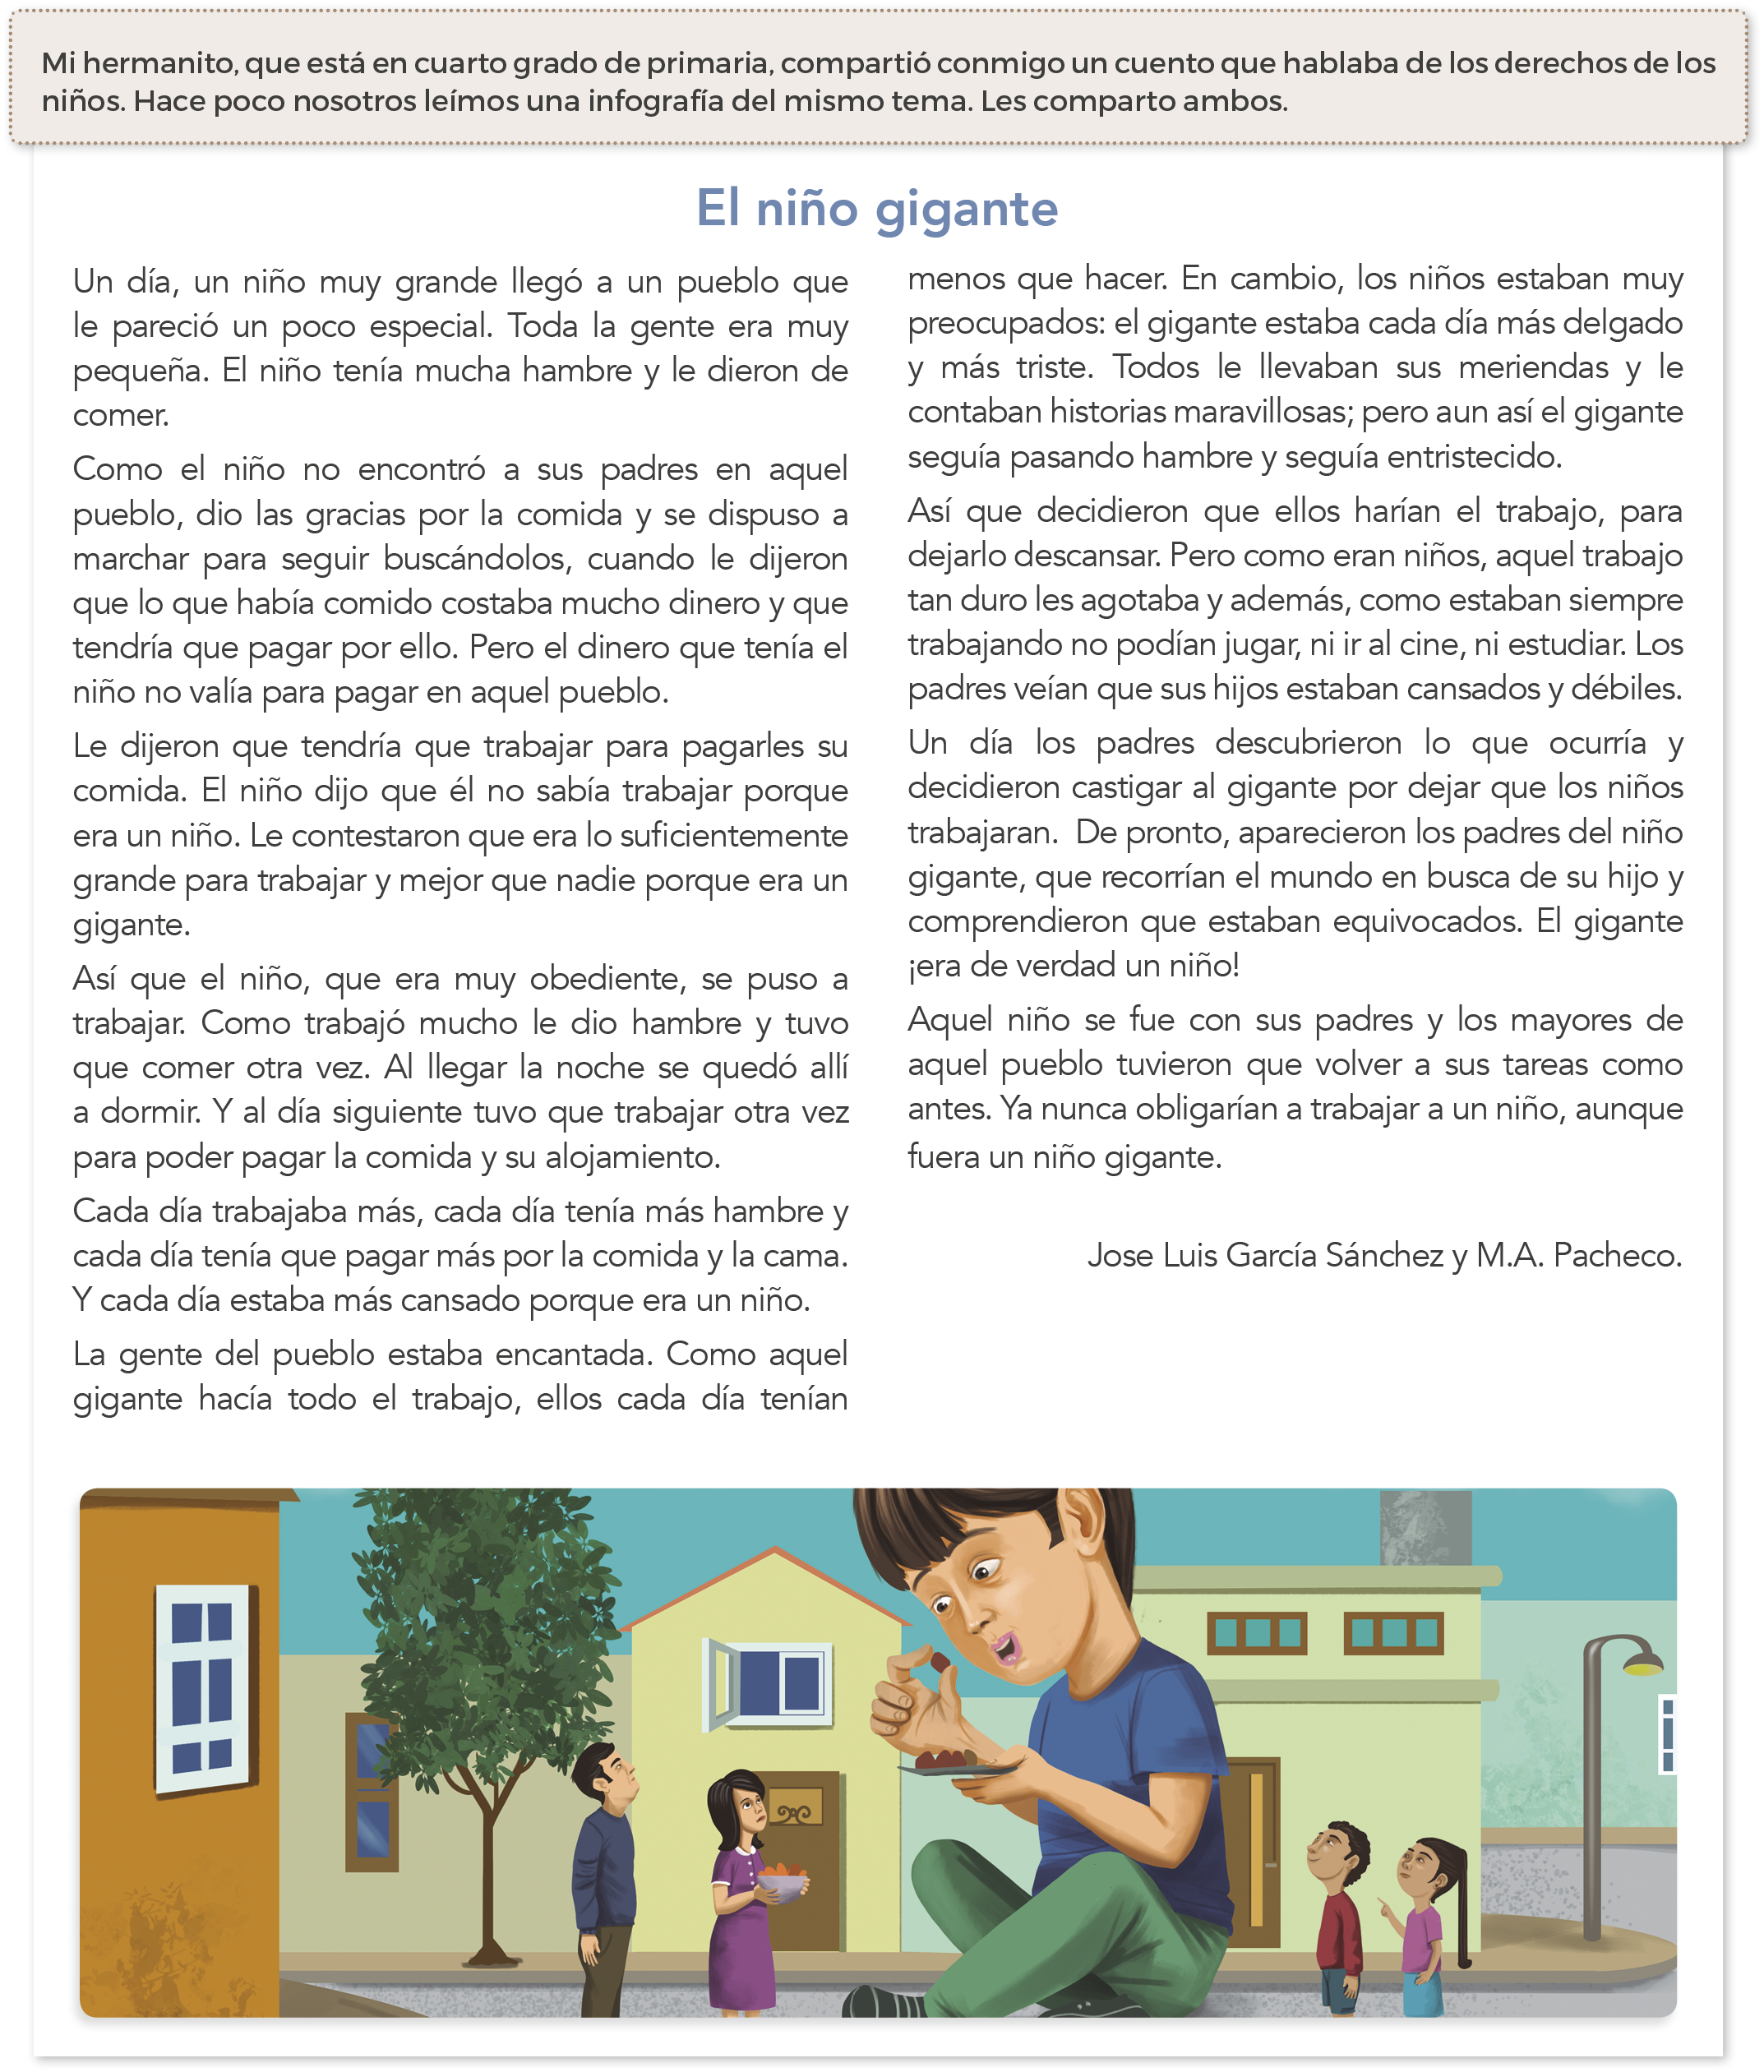 Mi hermanito, que está en cuarto grado de primaria, compartió conmigo un cuento que hablaba de los derechos de los
niños. Hace poco nosotros leímos una infografía del mismo tema. Les comparto ambos.
El niño gigante
Un día, un niño muy grande llegó a un pueblo que
le pareció un poco especial. Toda la gente era muy
pequeña. El niño tenía mucha hambre y le dieron de
comer.
Como el niño no encontró a sus padres en aquel
pueblo, dio las gracias por la comida y se dispuso a
marchar para seguir buscándolos, cuando le dijeron
que lo que había comido costaba mucho dinero y que
tendría que pagar por ello. Pero el dinero que tenía el
niño no valía para pagar en aquel pueblo.
Le dijeron que tendría que trabajar para pagarles su
comida. El niño dijo que él no sabía trabajar porque
era un niño. Le contestaron que era lo suficientemente
grande para trabajar y mejor que nadie porque era un
gigante.
Así que el niño, que era muy obediente, se puso a
trabajar. Como trabajó mucho le dio hambre y tuvo
que comer otra vez. Al llegar la noche se quedó allí
a dormir. Y al día siguiente tuvo que trabajar otra vez
para poder pagar la comida y su alojamiento.
Cada día trabajaba más, cada día tenía más hambre y
cada día tenía que pagar más por la comida y la cama.
Y cada día estaba más cansado porque era un niño.
La gente del pueblo estaba encantada. Como aquel
gigante hacía todo el trabajo, ellos cada día tenían
menos que hacer. En cambio, los niños estaban muy
preocupados: el gigante estaba cada día más delgado
y más triste. Todos le llevaban sus meriendas y le
contaban historias maravillosas; pero aun así el gigante
seguía pasando hambre y seguía entristecido.
Así que decidieron que ellos harían el trabajo, para
dejarlo descansar. Pero como eran niños, aquel trabajo
tan duro les agotaba y además, como estaban siempre
trabajando no podían jugar, ni ir al cine, ni estudiar. Los
padres veían que sus hijos estaban cansados y débiles.
Un día los padres descubrieron lo que ocurría y
decidieron castigar al gigante por dejar que los niños
trabajaran. De pronto, aparecieron los padres del niño
gigante, que recorrían el mundo en busca de su hijo y
comprendieron que estaban equivocados. El gigante
¡era de verdad un niño!
Aquel niño se fue con sus padres y los mayores de
aquel pueblo tuvieron que volver a sus tareas como
antes. Ya nunca obligarían a trabajar a un niño, aunque
fuera un niño gigante.
Jose Luis García Sánchez y M.A. Pacheco.